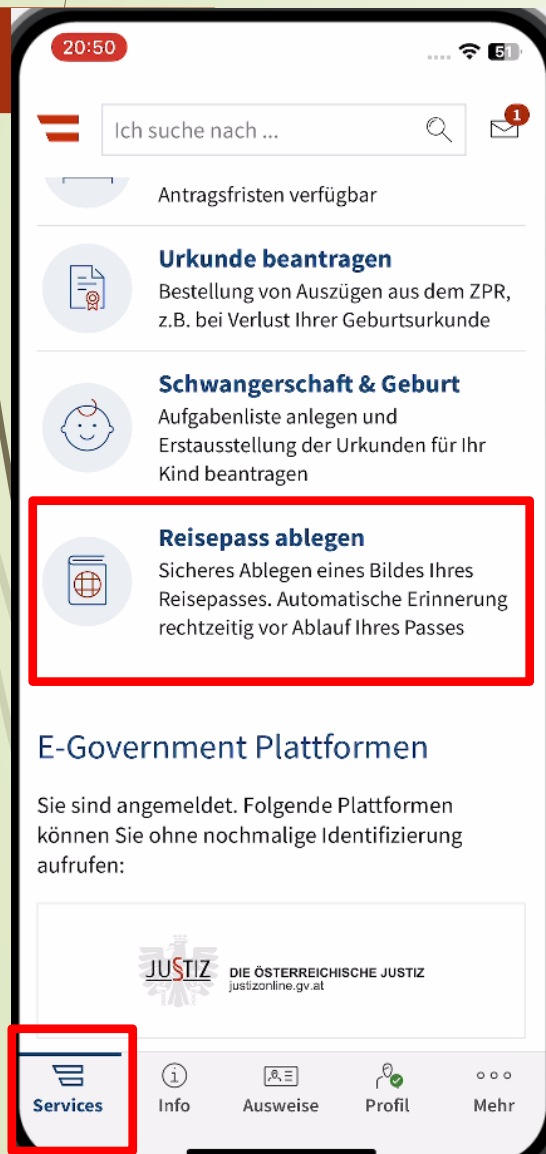 20:50
51
Ich suche nach ...
1
Antragsfristen verfügbar
Urkunde beantragen
Bestellung von Auszügen aus dem ZPR,
z.B. bei Verlust Ihrer Geburtsurkunde
Schwangerschaft & Geburt
Aufgabenliste anlegen und
Erstausstellung der Urkunden für Ihr
Kind beantragen
Reisepass ablegen
Sicheres Ablegen eines Bildes Ihres
Reisepasses. Automatische Erinnerung
rechtzeitig vor Ablauf Ihres Passes
E-Government Plattformen
Sie sind angemeldet. Folgende Plattformen
können Sie ohne nochmalige Identifizierung
aufrufen:
JU§TIZ DIE ÖSTERREICHISCHE JUSTIZ
justizonline.gv.at
Services Info Ausweise Profil Mehr